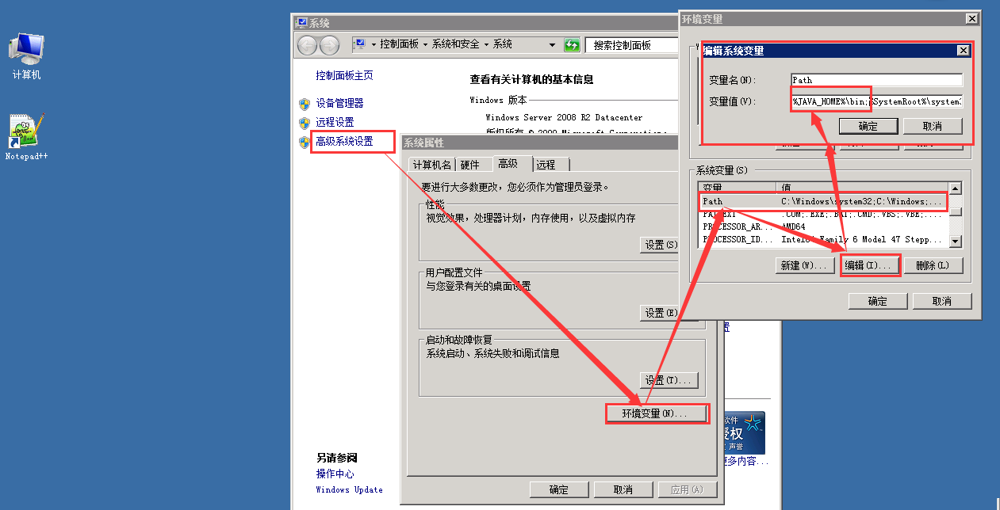 计算机
Notepad++
系统
控制面板 系统和安全 系统
搜索控制面板
控制面板主页
设备管理器
远程设置
高级系统设置
查看有关计算机的基本信息
Windows 版本
Windows Server 2008 R2 Datacenter
另请参阅
操作中心
Windows Update
系统属性
计算机名 硬件 高级 远程
要进行大多数更改，您必须作为管理员登录。
性能
视觉效果，处理器计划，内存使用，以及虚拟内存
设置(S)
用户配置文件
与您登录有关的桌面设置
设置(E)
启动和故障恢复
系统启动、系统失败和调试信息
设置(T)...
环境变量(N)...
确定 取消 应用(A)
环境变量
编辑系统变量
变量名(N): Path
变量值(V): %JAVA_HOME%\bin;%SystemRoot%\system
确定 取消
系统变量(S)
变量 值
Path C:\Windows\system32;C:\Windows;...
PATHEXT .COM;.EXE;.BAT;.CMD;.VBS;.VBE;....
PROCESSOR_AR... AMD64
PROCESSOR_ID... Intel64 Family 6 Model 47 Stepp...
新建(W)... 编辑(I)... 删除(L)
确定 取消
置
软件
授权
声誉
更多内容...